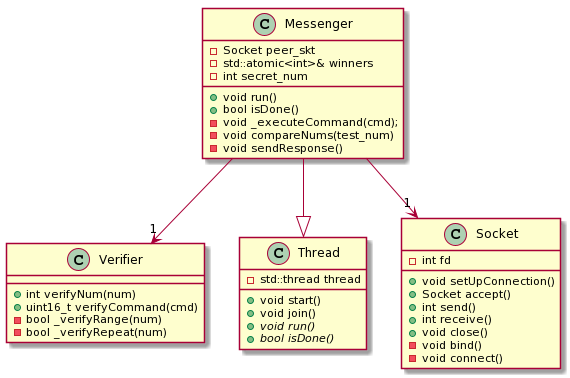 C Messenger
Socket peer_skt
std::atomic<int>& winners
int secret_num
void run()
bool isDone()
void _executeCommand(cmd);
void compareNums(test_num)
void sendResponse()
1
1
C Verifier
int verifyNum(num)
uint16_t verifyCommand(cmd)
bool _verifyRange(num)
bool _verifyRepeat(num)
C Thread
std::thread thread
void start()
void join()
void run()
bool isDone()
C Socket
int fd
void setUpConnection()
Socket accept()
int send()
int receive()
void close()
void bind()
void connect()